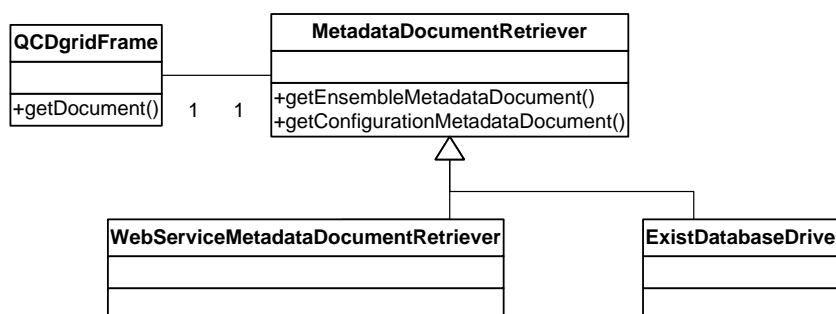 QCDgridFrame
+getDocument()
1 1
MetadataDocumentRetriever
+getEnsembleMetadataDocument()
+getConfigurationMetadataDocument()
WebServiceMetadataDocumentRetriever
ExistDatabaseDrive